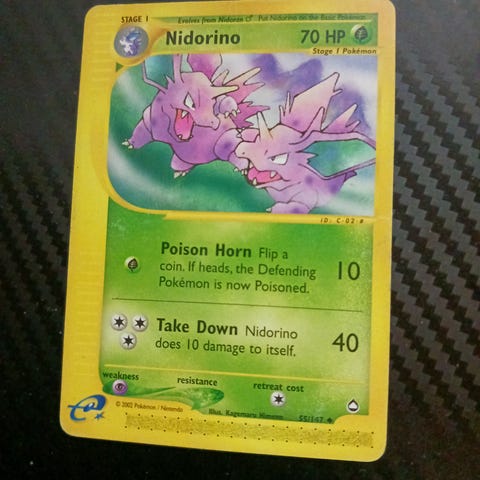 STAGE 1
Evolves from Nidoran ♂ Put Nidorino on the Basic Pokémon
Nidorino 70 HP
Stage 1 Pokémon
ID: C-02-#
Poison Horn Flip a
coin. If heads, the Defending
Pokémon is now Poisoned.
10
Take Down Nidorino
does 10 damage to itself.
40
weakness resistance retreat cost
© 2002 Pokémon / Nintendo
Illus. Kagemaru Himeno
55/147